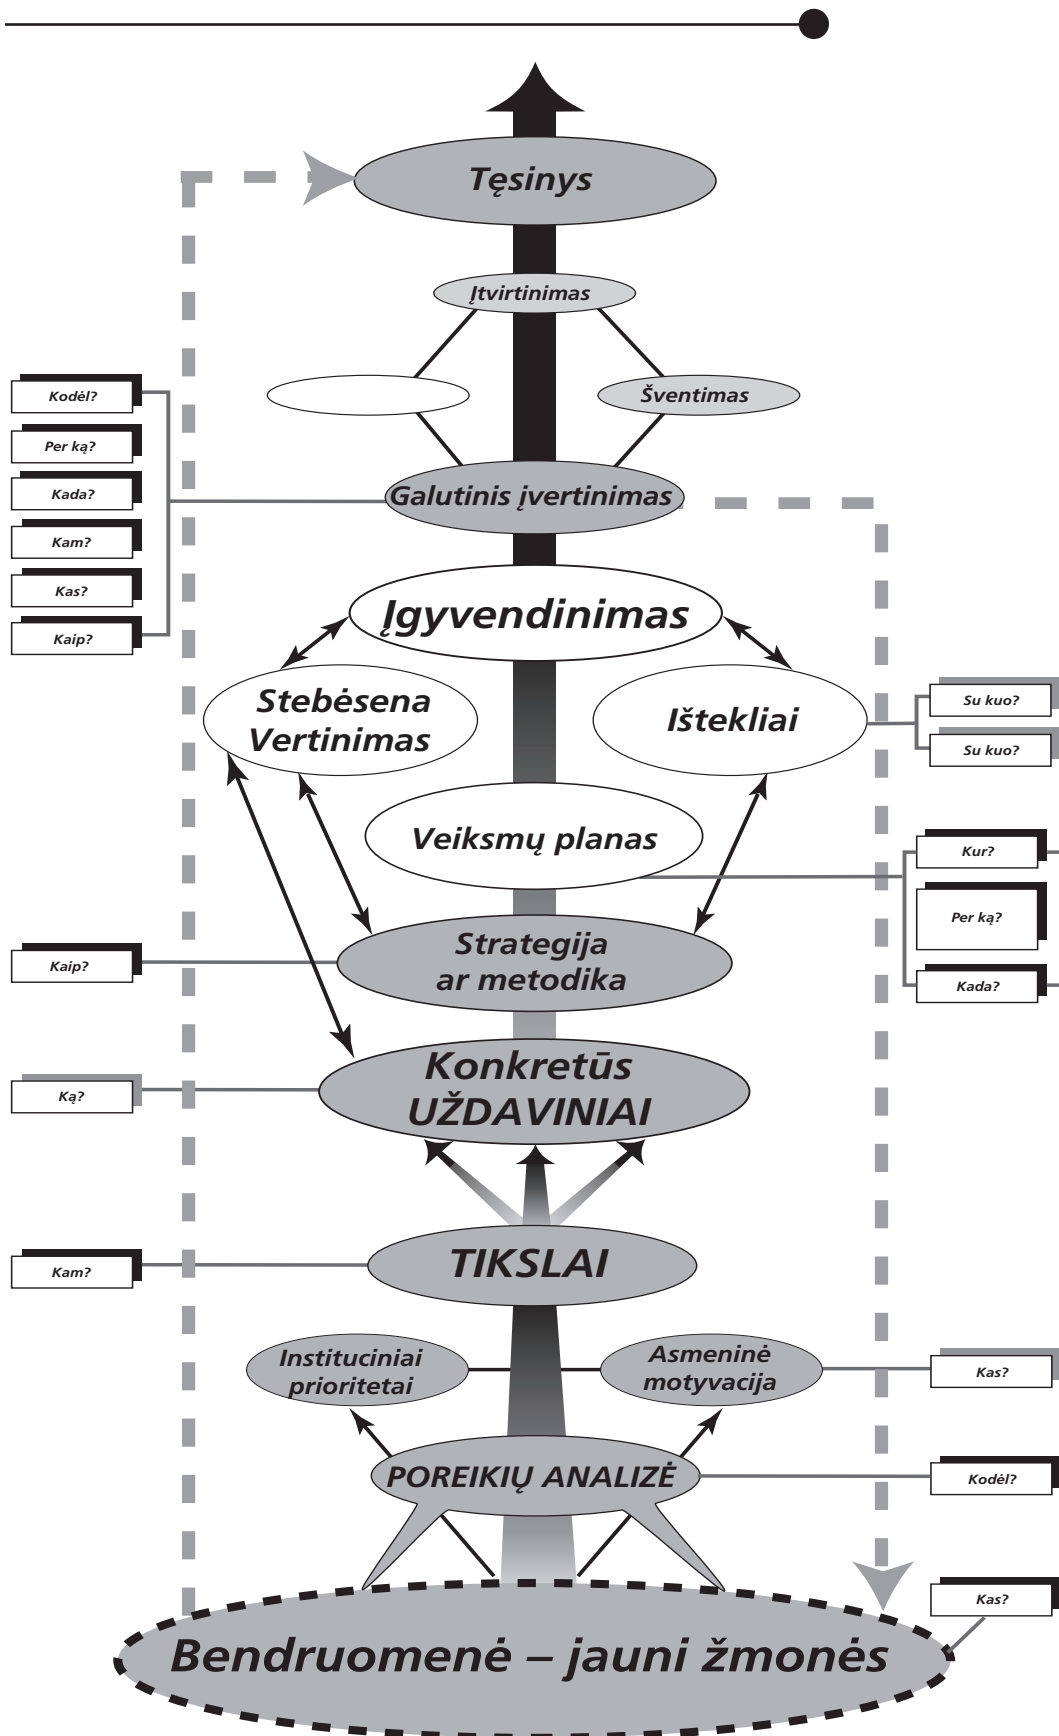 Tęsinys
Įtvirtinimas
Šventimas
Kodėl?
Per ką?
Kada?
Kam?
Kas?
Kaip?
Galutinis įvertinimas
Įgyvendinimas
Stebėsena
Vertinimas
Ištekliai
Su kuo?
Su kuo?
Veiksmų planas
Kur?
Per ką?
Kada?
Kaip?
Strategija
ar metodika
Ką?
Konkretūs
UŽDAVINIAI
Kam?
TIKSLAI
Instituciniai
prioritetai
Asmeninė
motyvacija
Kas?
POREIKIŲ ANALIZĖ
Kodėl?
Kas?
Bendruomenė – jauni žmonės